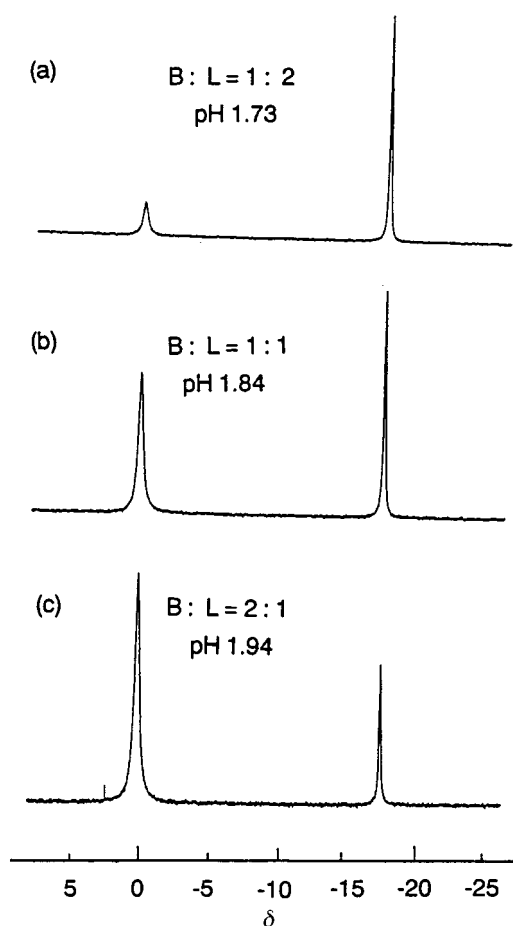 (a)
B : L = 1 : 2
pH 1.73
(b)
B : L = 1 : 1
pH 1.84
(c)
B : L = 2 : 1
pH 1.94
5 0 -5 -10 -15 -20 -25
δ